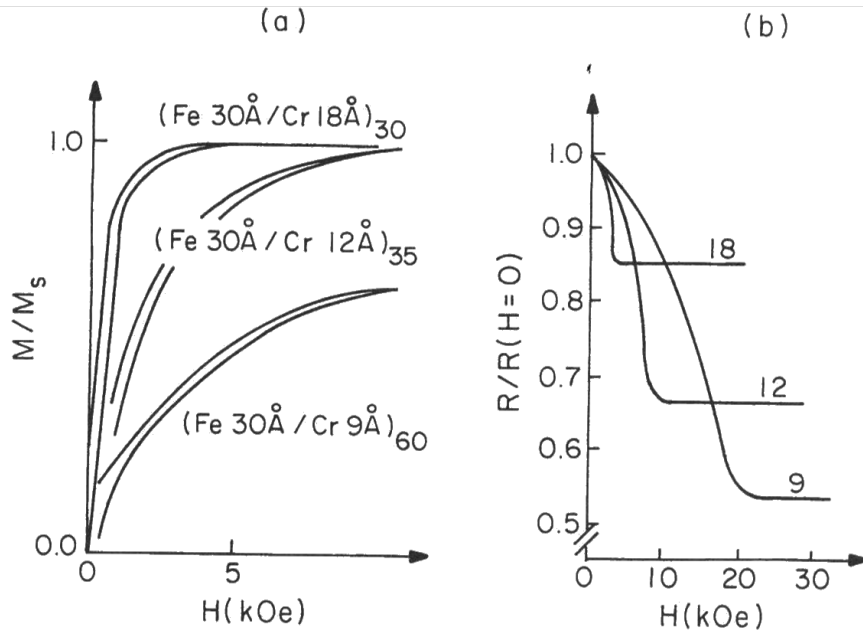 (a)
(Fe 30Å/Cr 18Å)30
(Fe 30Å/Cr 12Å)35
(Fe 30Å/Cr 9Å)60
M/Ms
1.0
0.0
0
5
H(kOe)
(b)
R/R(H=0)
1.0
0.9
0.8
0.7
0.6
0.5
18
12
9
0
10
20
30
H(kOe)